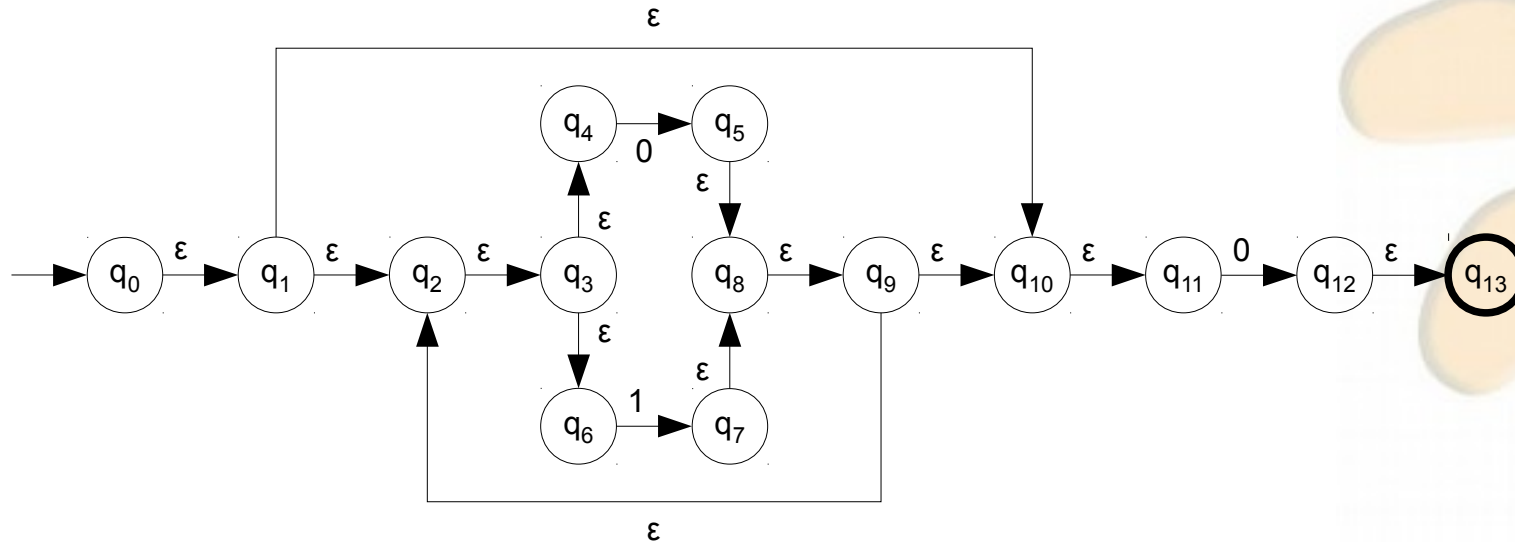 ε
q4 0 q5
ε ε
q0 ε q1 ε q2 ε q3 q8 ε q9 ε q10 ε q11 0 q12 ε q13
ε ε
q6 1 q7
ε